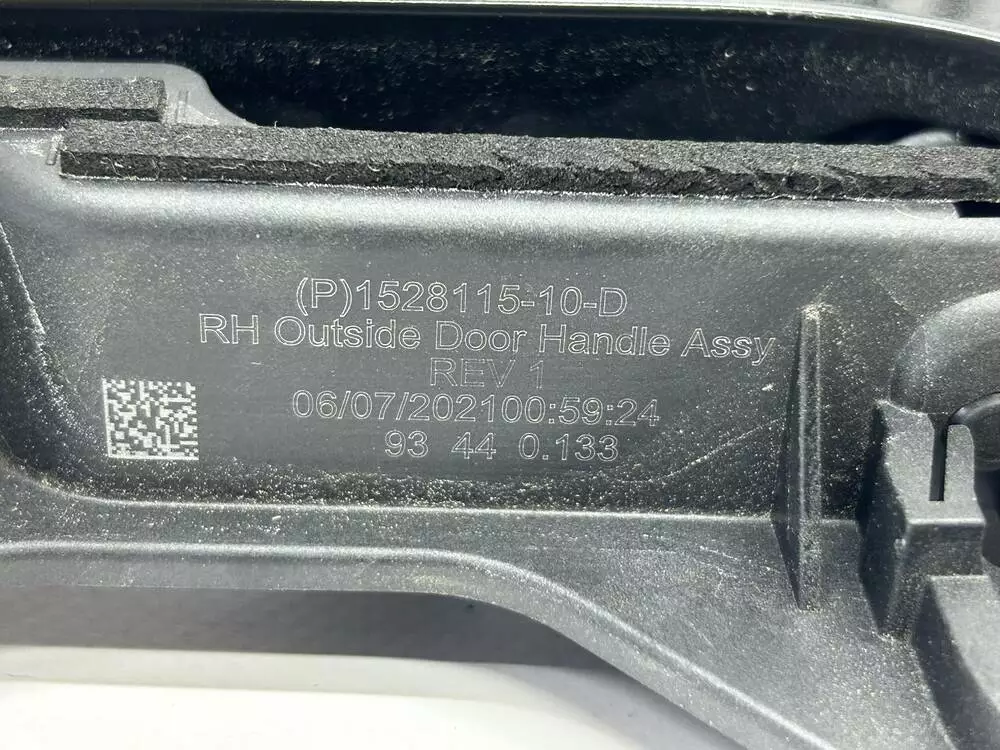 (P)1528115-10-D
RH Outside Door Handle Assy
REV 1
06/07/202100:59:24
93 44 0.133